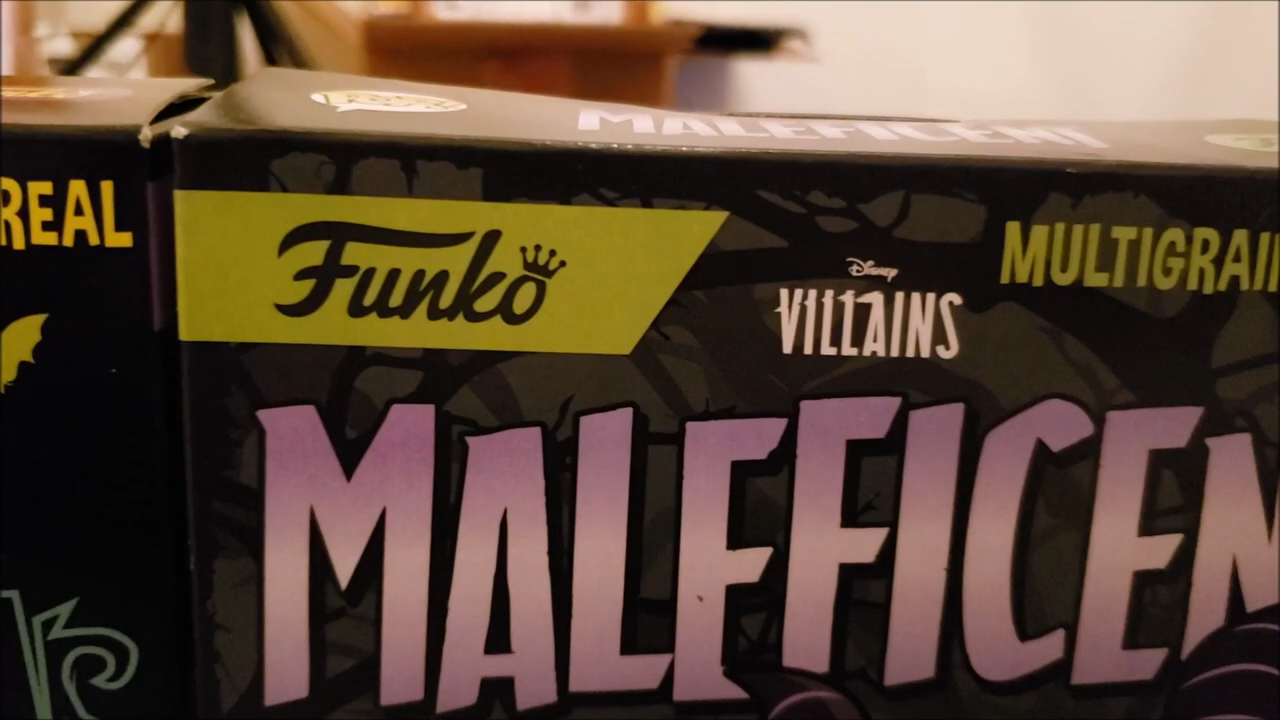 MALEFICENT
REAL
Funko
Disney
VILLAINS
MULTIGRAI
MALEFICEN